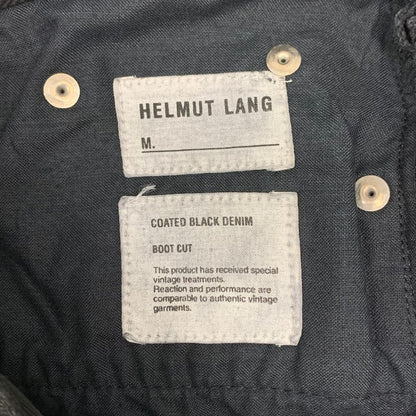 HELMUT LANG
M.
COATED BLACK DENIM
BOOT CUT
This product has received special
vintage treatments.
Reaction and performance are
comparable to authentic vintage
garments.